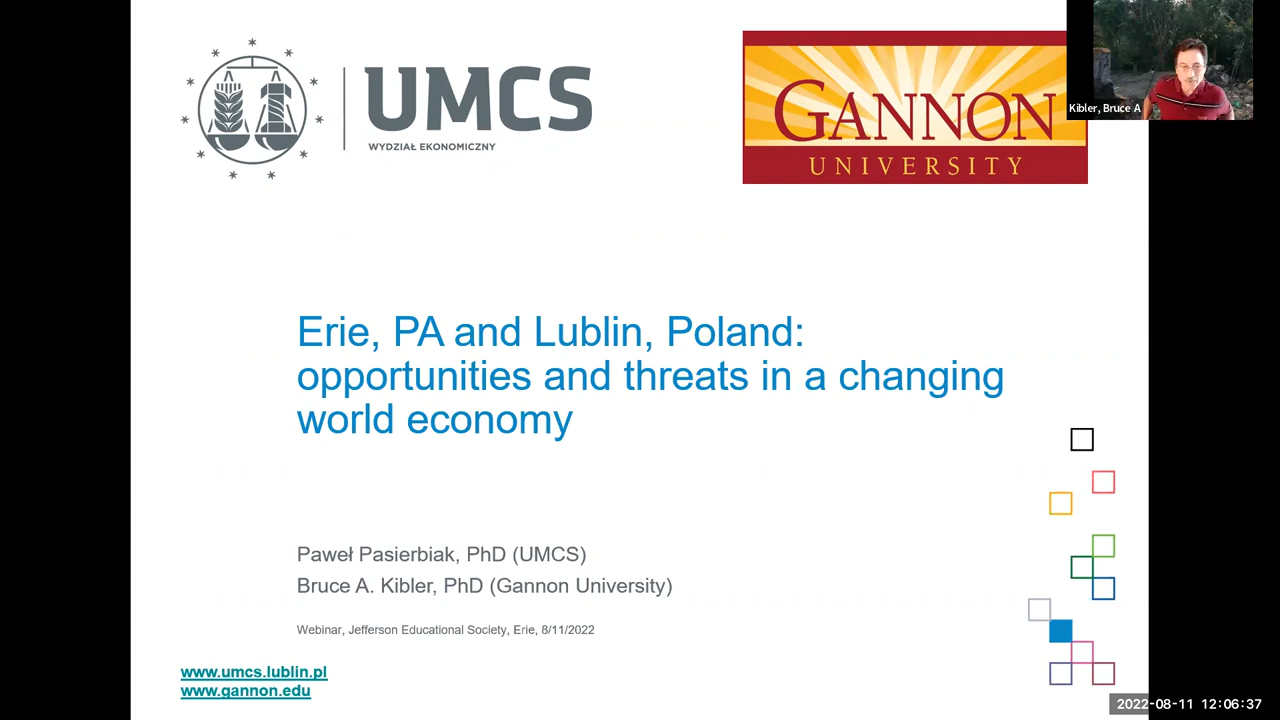 UMCS
WYDZIAŁ EKONOMICZNY
GANNON
UNIVERSITY
Kibler, Bruce A
Erie, PA and Lublin, Poland:
opportunities and threats in a changing
world economy
Paweł Pasierbiak, PhD (UMCS)
Bruce A. Kibler, PhD (Gannon University)
Webinar, Jefferson Educational Society, Erie, 8/11/2022
www.umcs.lublin.pl
www.gannon.edu
2022-08-11 12:06:37